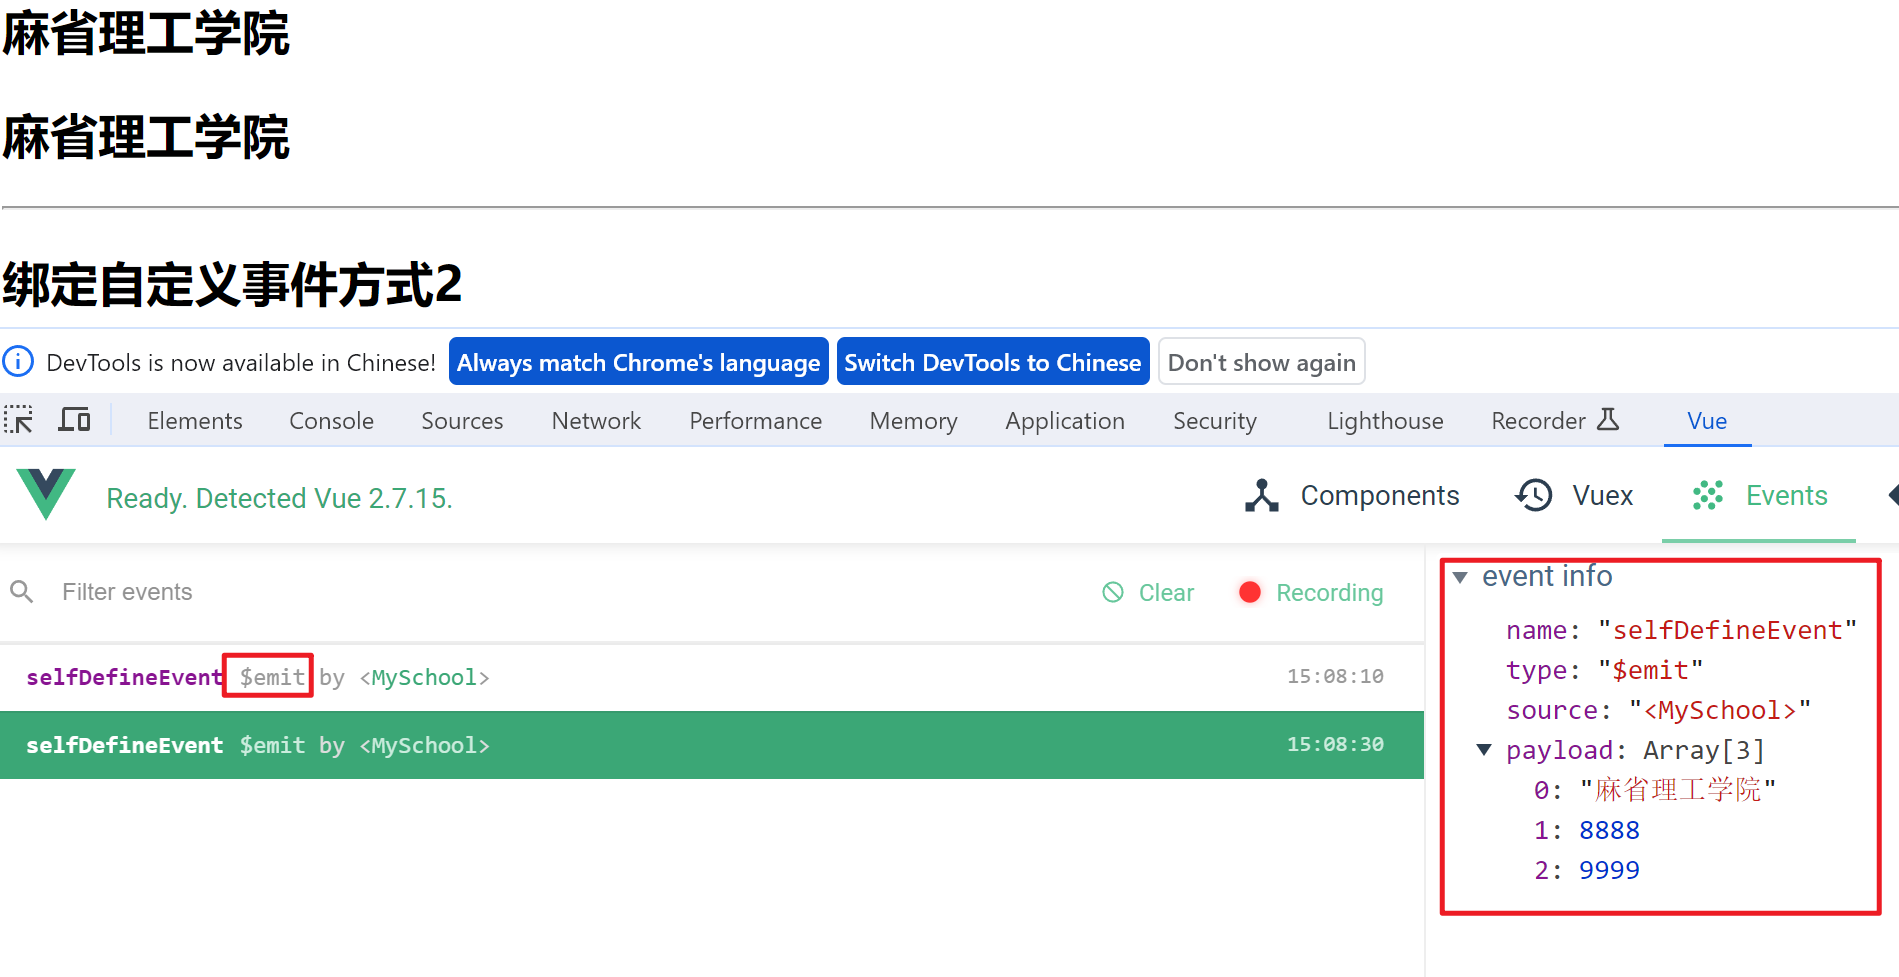 麻省理工学院
麻省理工学院
绑定自定义事件方式2
DevTools is now available in Chinese! Always match Chrome's language Switch DevTools to Chinese Don't show again
Elements Console Sources Network Performance Memory Application Security Lighthouse Recorder Vue
Ready. Detected Vue 2.7.15. Components Vuex Events
Filter events Clear Recording
selfDefineEvent $emit by <MySchool> 15:08:10
selfDefineEvent $emit by <MySchool> 15:08:30
event info
name: "selfDefineEvent"
type: "$emit"
source: "<MySchool>"
payload: Array[3]
0: "麻省理工学院"
1: 8888
2: 9999